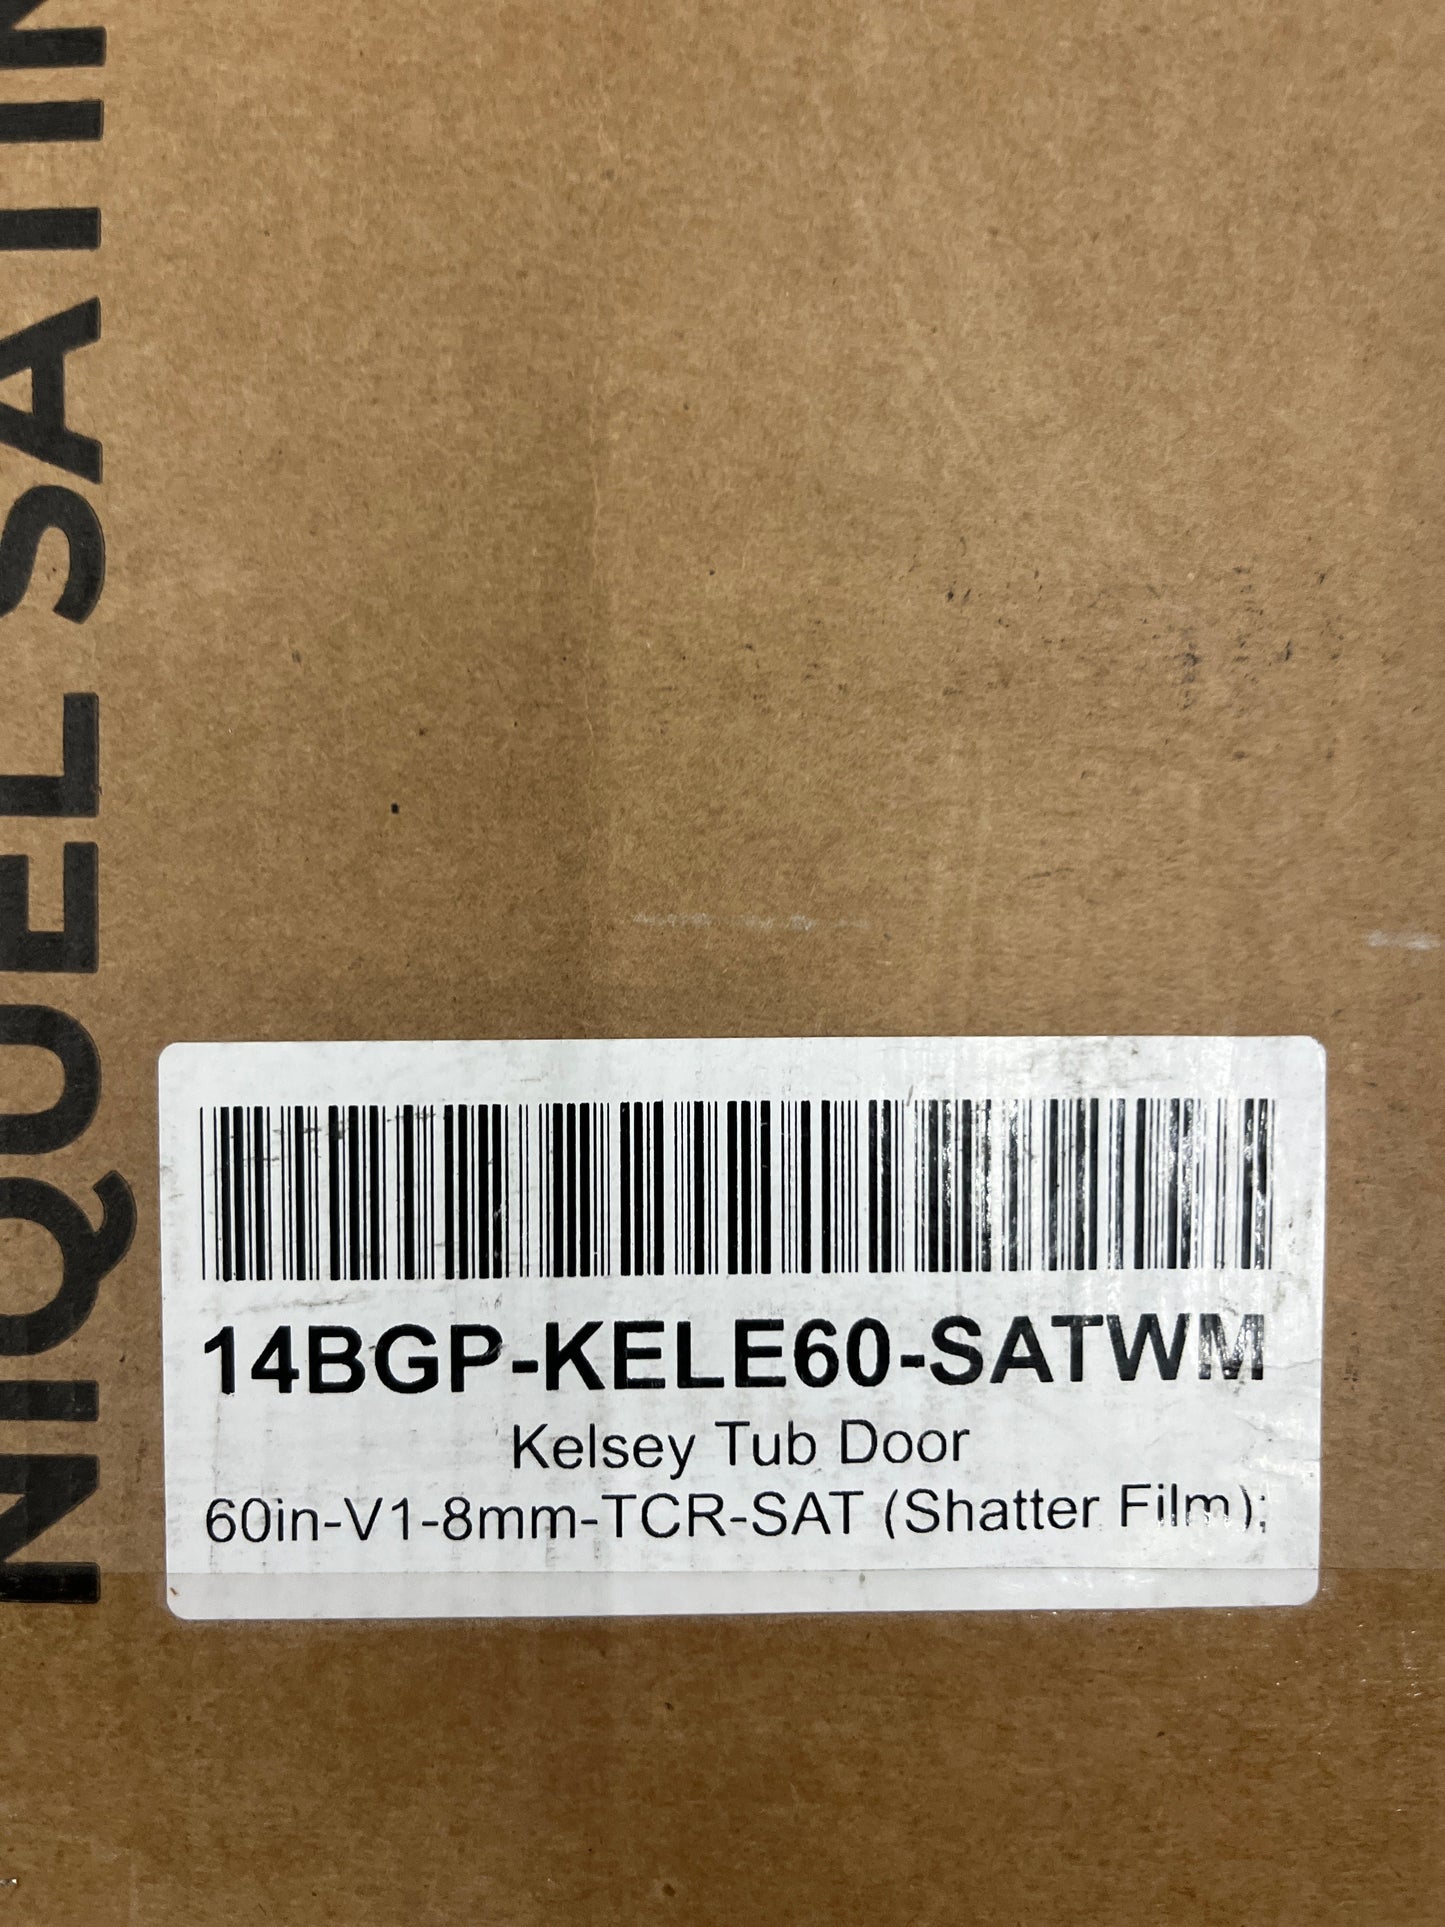 NIQUEL SATIN
14BGP-KELE60-SATWM
Kelsey Tub Door
60in-V1-8mm-TCR-SAT (Shatter Film);